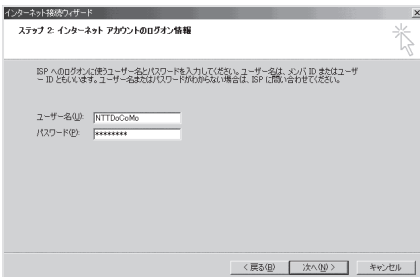 インターネット接続ウィザード
ステップ 2: インターネット アカウントのログオン情報
ISP へのログオンに使うユーザー名とパスワードを入力してください。ユーザー名は、メンバ ID またはユーザ
ー ID ともいいます。ユーザー名またはパスワードがわからない場合は、ISP に問い合わせてください。
ユーザー名(U): NTTDoCoMo
パスワード(P): ********
< 戻る(B) 次へ(N) > キャンセル